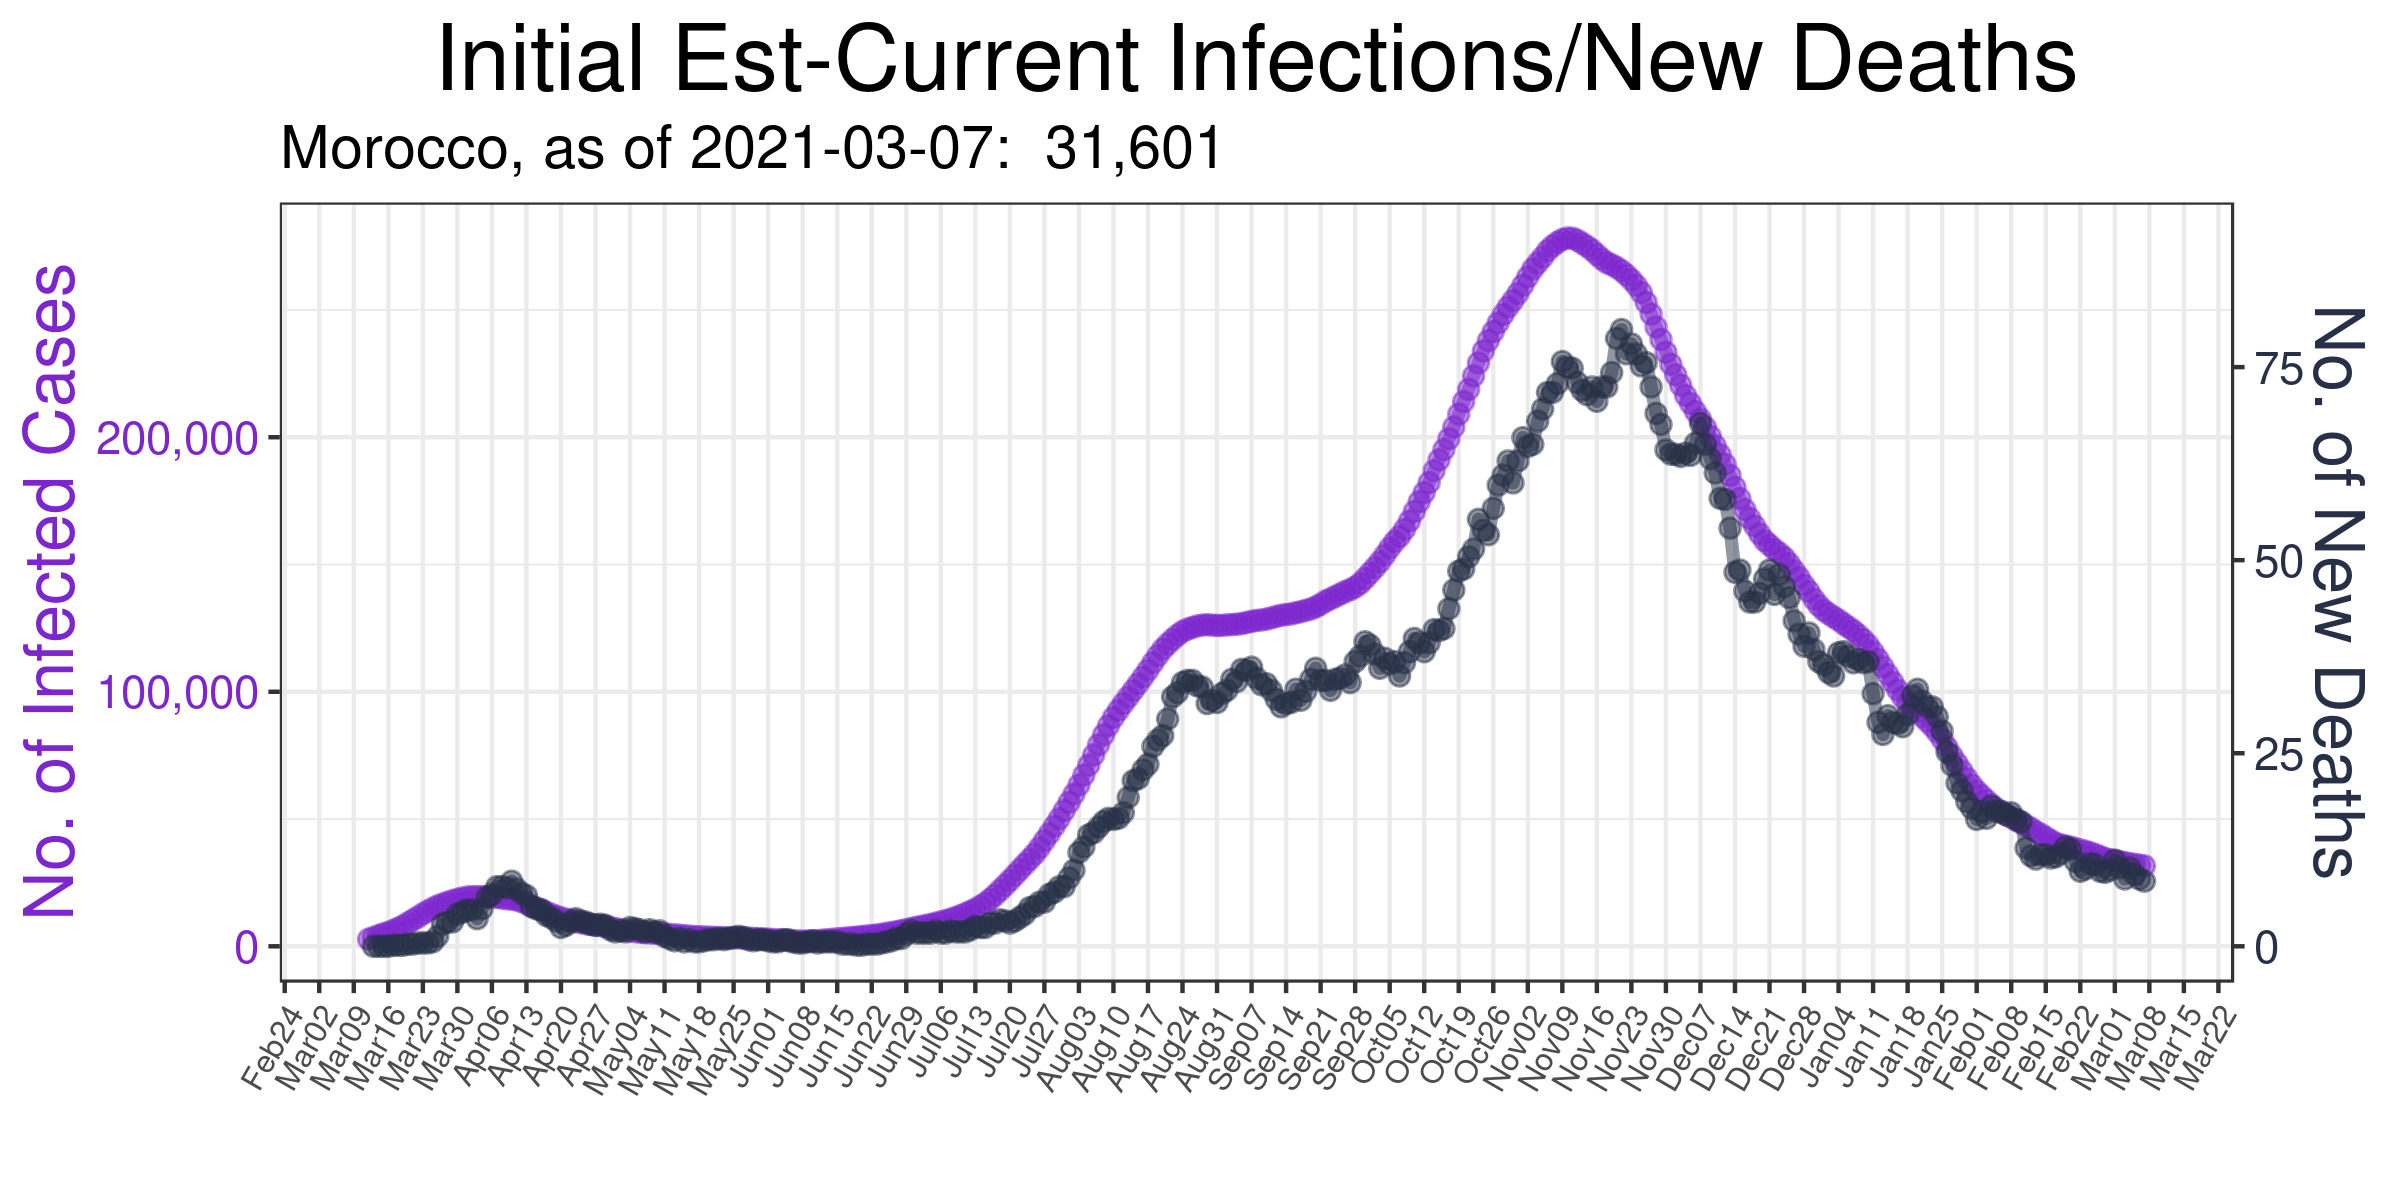 Initial Est-Current Infections/New Deaths
Morocco, as of 2021-03-07:  31,601
No. of Infected Cases
200,000
100,000
0
75
50
25
0
No. of New Deaths
Feb24 Mar02 Mar09 Mar16 Mar23 Mar30 Apr06 Apr13 Apr20 Apr27 May04 May11 May18 May25 Jun01 Jun08 Jun15 Jun22 Jun29 Jul06 Jul13 Jul20 Jul27 Aug03 Aug10 Aug17 Aug24 Aug31 Sep07 Sep14 Sep21 Sep28 Oct05 Oct12 Oct19 Oct26 Nov02 Nov09 Nov16 Nov23 Nov30 Dec07 Dec14 Dec21 Dec28 Jan04 Jan11 Jan18 Jan25 Feb01 Feb08 Feb15 Feb22 Mar01 Mar08 Mar15 Mar22